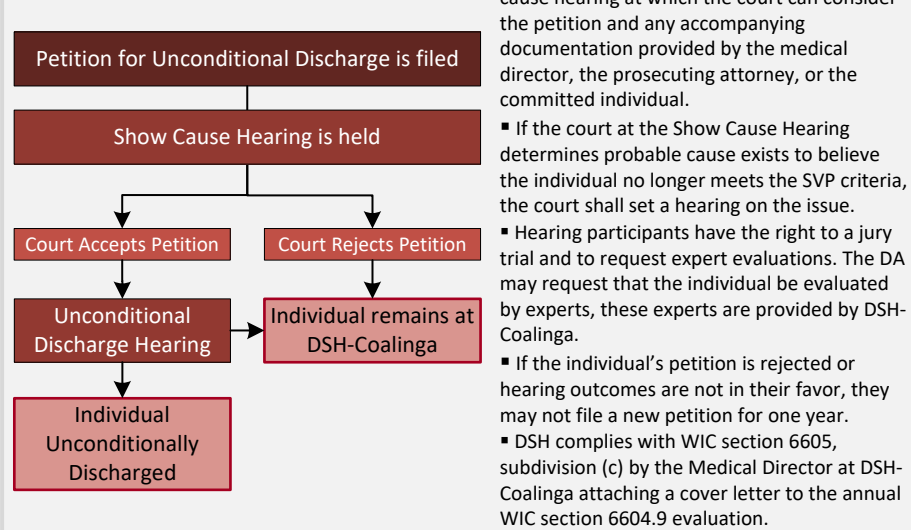 Petition for Unconditional Discharge is filed
Show Cause Hearing is held
Court Accepts Petition
Court Rejects Petition
Unconditional
Discharge Hearing
Individual remains at
DSH-Coalinga
Individual
Unconditionally
Discharged
cause hearing at which the court can consider
the petition and any accompanying
documentation provided by the medical
director, the prosecuting attorney, or the
committed individual.
▪ If the court at the Show Cause Hearing
determines probable cause exists to believe
the individual no longer meets the SVP criteria,
the court shall set a hearing on the issue.
▪ Hearing participants have the right to a jury
trial and to request expert evaluations. The DA
may request that the individual be evaluated
by experts, these experts are provided by DSH-
Coalinga.
▪ If the individual’s petition is rejected or
hearing outcomes are not in their favor, they
may not file a new petition for one year.
▪ DSH complies with WIC section 6605,
subdivision (c) by the Medical Director at DSH-
Coalinga attaching a cover letter to the annual
WIC section 6604.9 evaluation.